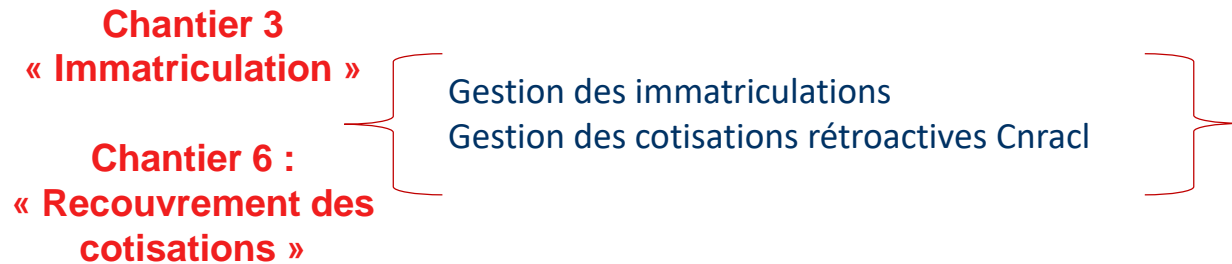 Chantier 3
« Immatriculation »
Chantier 6 :
« Recouvrement des
cotisations »
Gestion des immatriculations
Gestion des cotisations rétroactives Cnracl